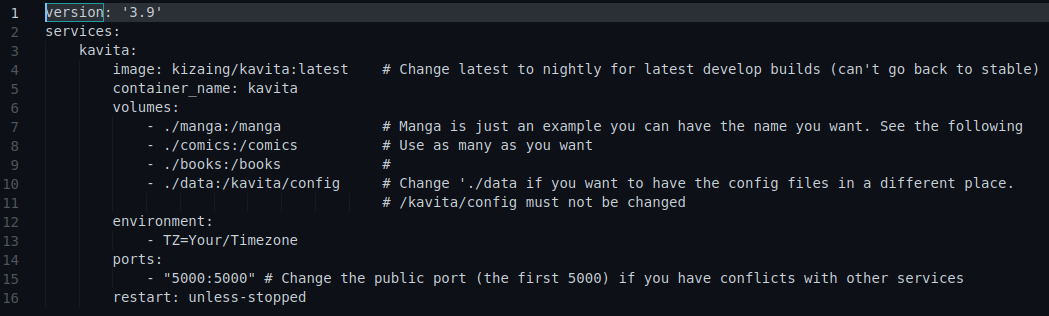 1 version: '3.9'
2 services:
3     kavita:
4         image: kizaing/kavita:latest    # Change latest to nightly for latest develop builds (can't go back to stable)
5         container_name: kavita
6         volumes:
7             - ./manga:/manga            # Manga is just an example you can have the name you want. See the following
8             - ./comics:/comics          # Use as many as you want
9             - ./books:/books            #
10             - ./data:/kavita/config     # Change './data if you want to have the config files in a different place.
11                                         # /kavita/config must not be changed
12         environment:
13             - TZ=Your/Timezone
14         ports:
15             - "5000:5000" # Change the public port (the first 5000) if you have conflicts with other services
16         restart: unless-stopped